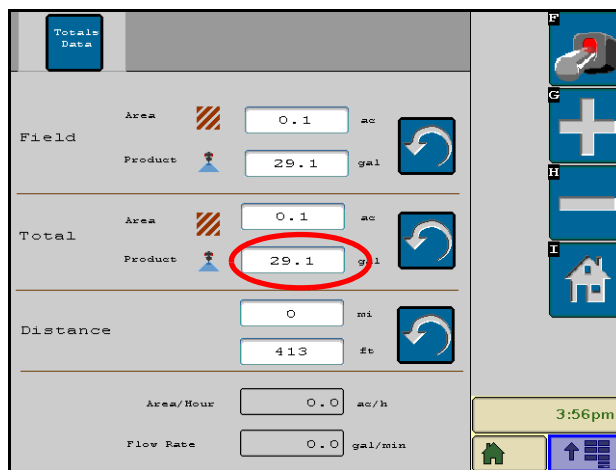 Totals
Data
F
G
H
I
Field
Area 0.1 ac
Product 29.1 gal
Total
Area 0.1 ac
Product 29.1 gal
Distance
0 mi
413 ft
Area/Hour 0.0 ac/h
Flow Rate 0.0 gal/min
3:56pm